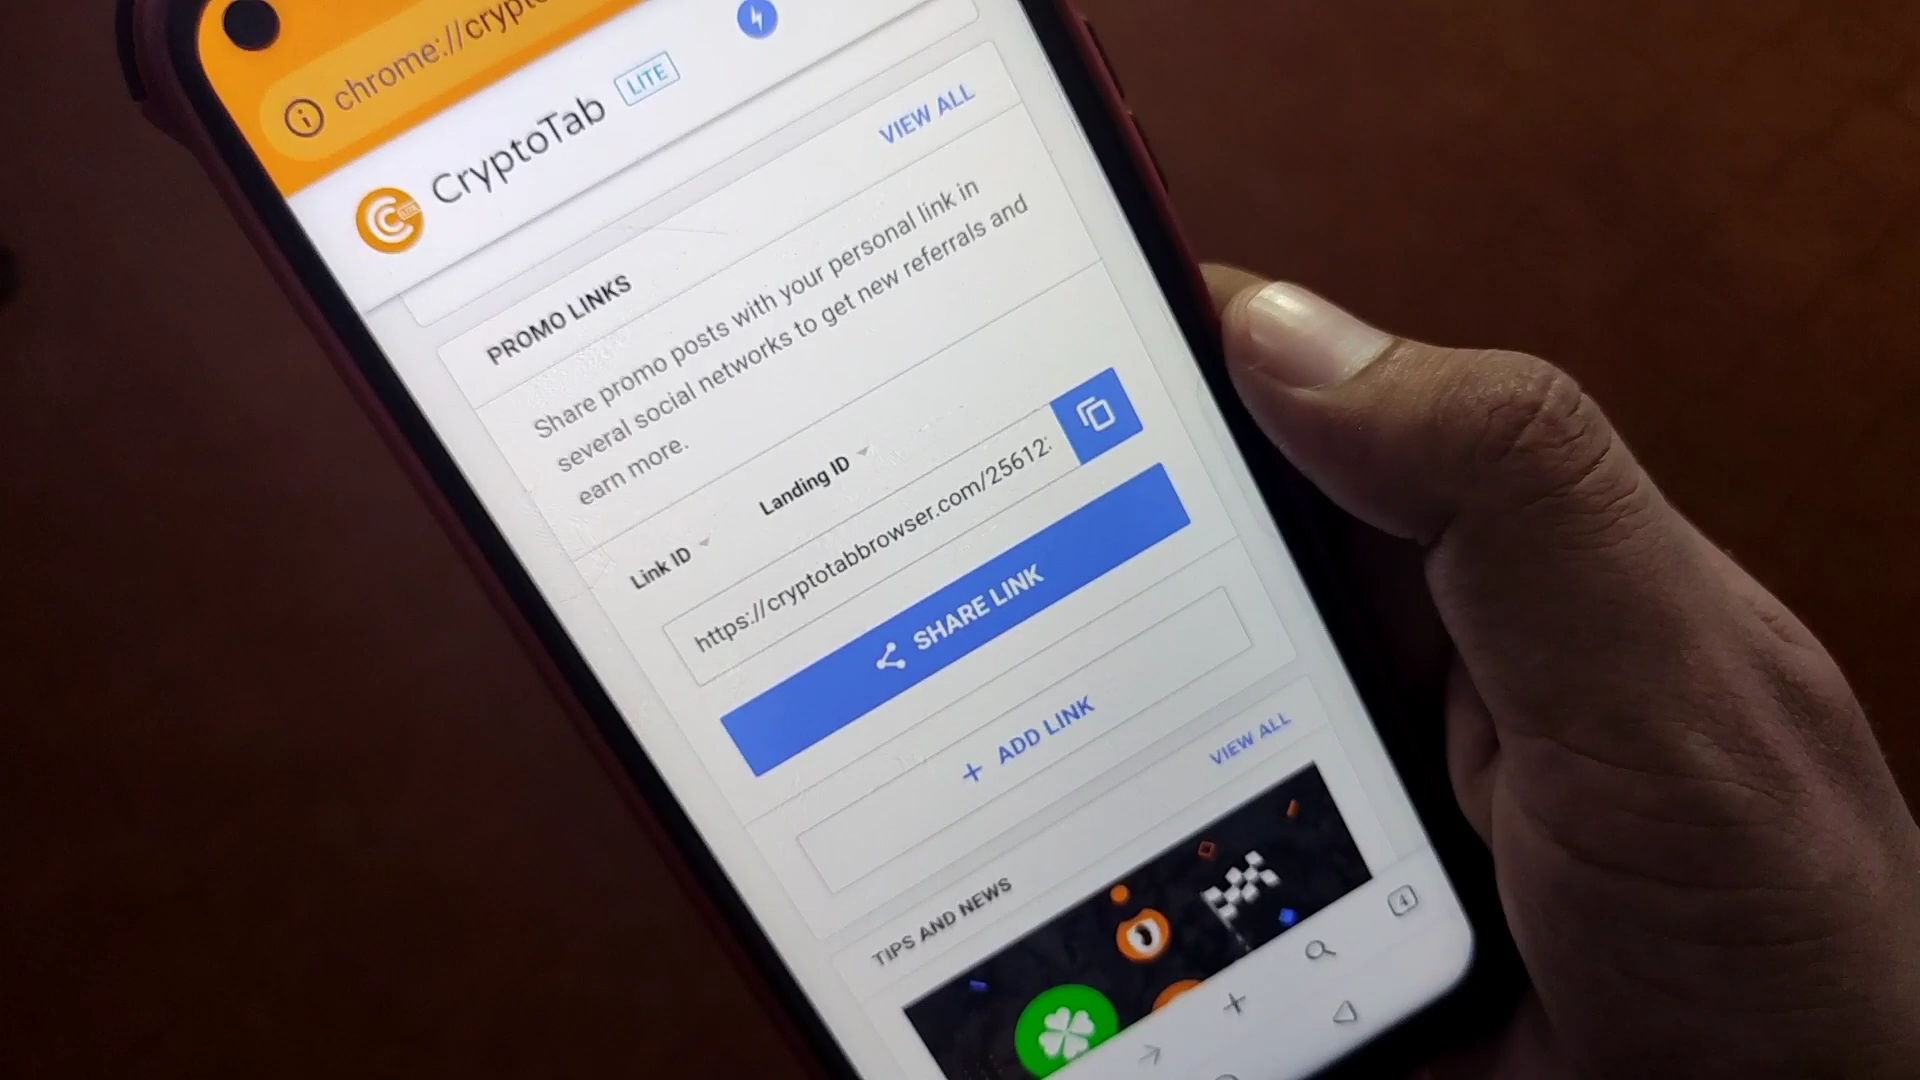 chrome://crypto
CryptoTab LITE
VIEW ALL
PROMO LINKS
Share promo posts with your personal link in
several social networks to get new referrals and
earn more.
Link ID
Landing ID
https://cryptotabbrowser.com/25612
SHARE LINK
+ ADD LINK
VIEW ALL
TIPS AND NEWS
4